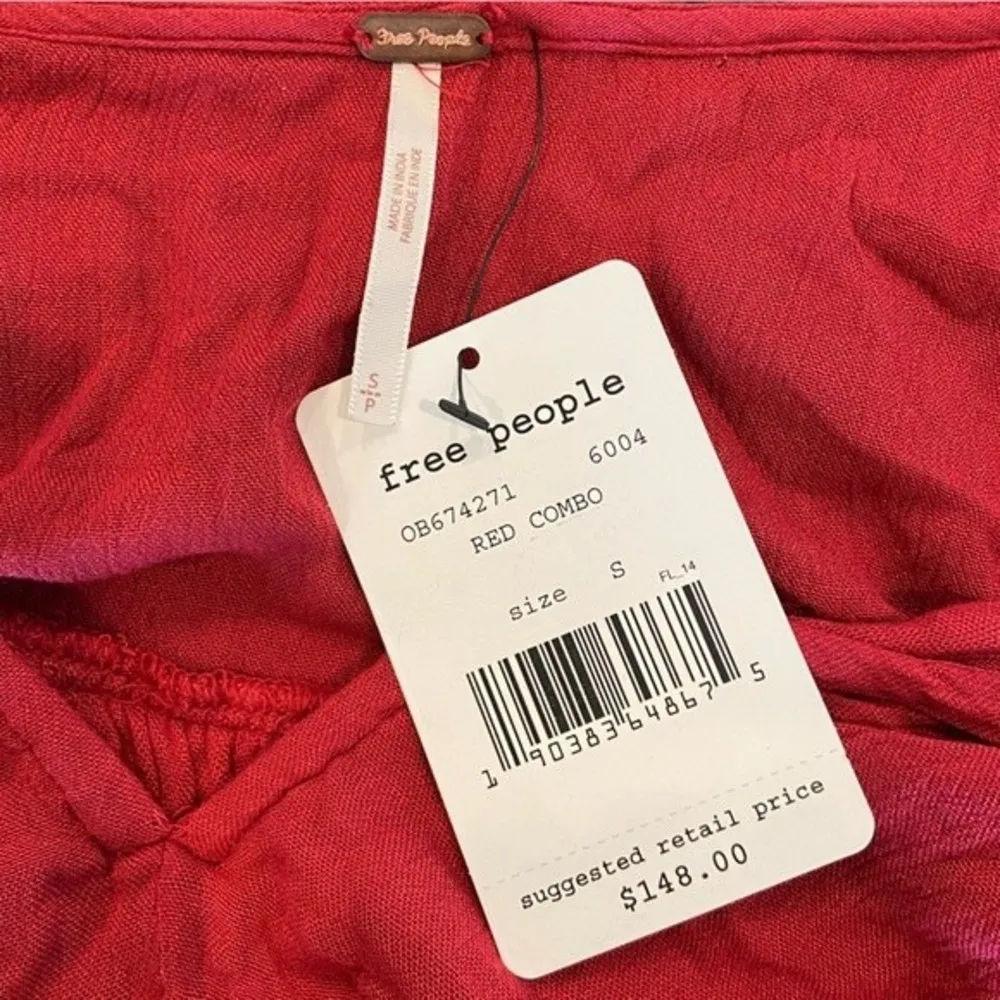 Free People
MADE IN INDIA
FABRIQUE EN INDE
S
P
free people
OB674271 6004
RED COMBO
size S
FL_14
1 90383 64867 5
suggested retail price
$148.00